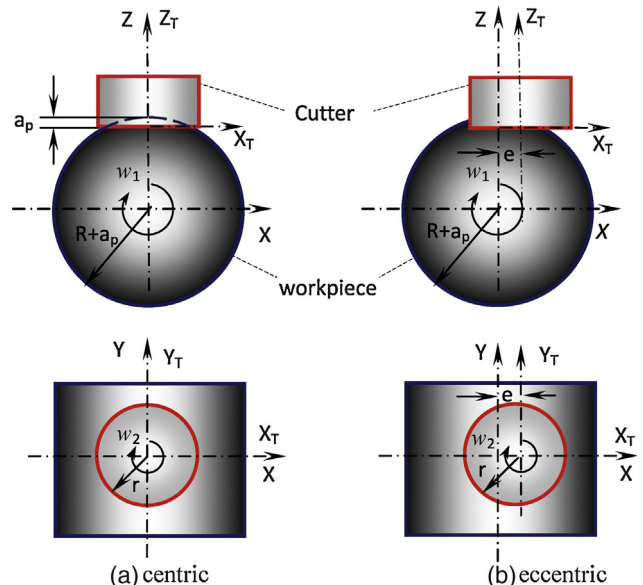 Z Z_T
Z Z_T
Cutter
a_p
X_T
X_T
e
w_1
w_1
X
X
R+a_p
R+a_p
workpiece
Y Y_T
Y Y_T
e
w_2
w_2
X_T
X_T
r
r
X
X
(a) centric
(b) eccentric